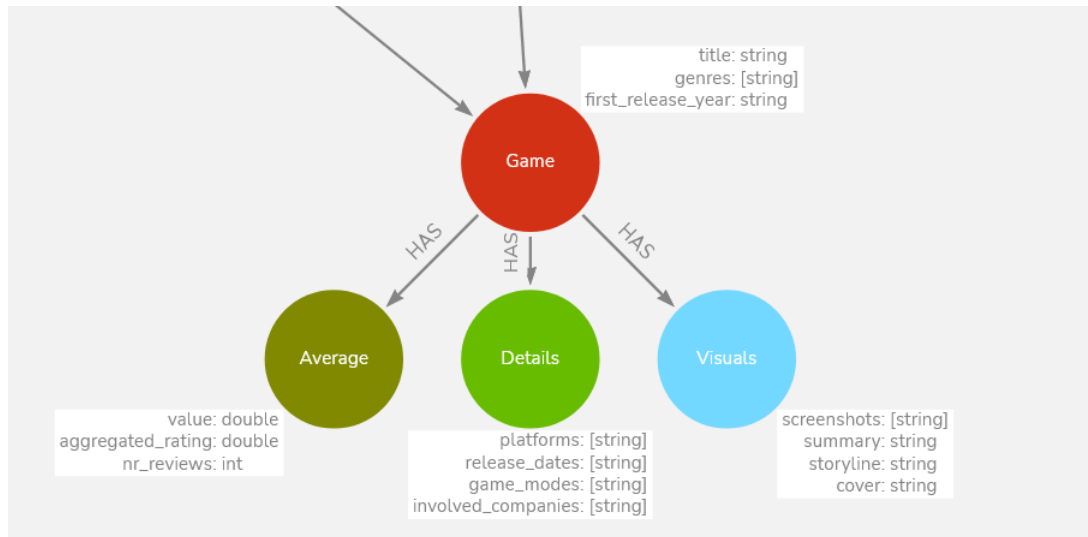 title: string
genres: [string]
first_release_year: string
Game
HAS
HAS
HAS
Average
Details
Visuals
value: double
aggregated_rating: double
nr_reviews: int
platforms: [string]
release_dates: [string]
game_modes: [string]
involved_companies: [string]
screenshots: [string]
summary: string
storyline: string
cover: string